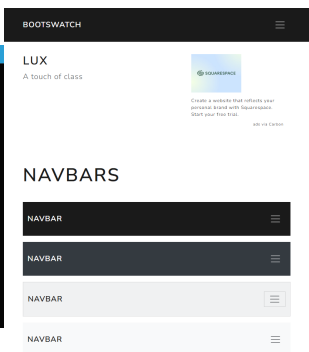 BOOTSWATCH
LUX
A touch of class
SQUARESPACE
Create a website that reflects your
personal brand with Squarespace.
Start your free trial.
ads via Carbon
NAVBARS
NAVBAR
NAVBAR
NAVBAR
NAVBAR